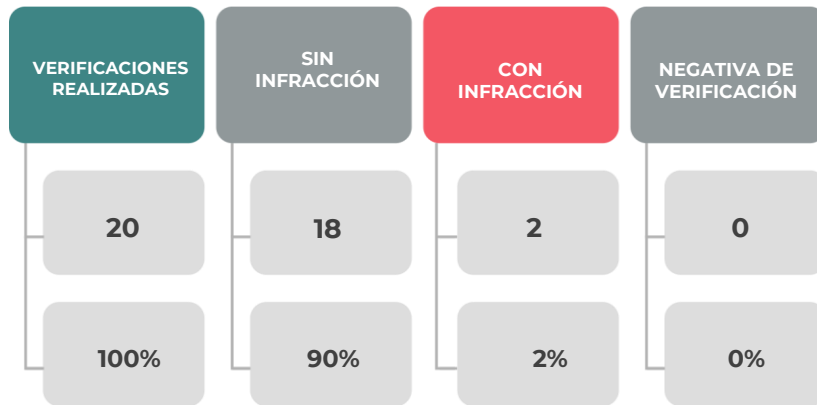 VERIFICACIONES
REALIZADAS
SIN
INFRACCIÓN
CON
INFRACCIÓN
NEGATIVA DE
VERIFICACIÓN
20
18
2
0
100%
90%
2%
0%